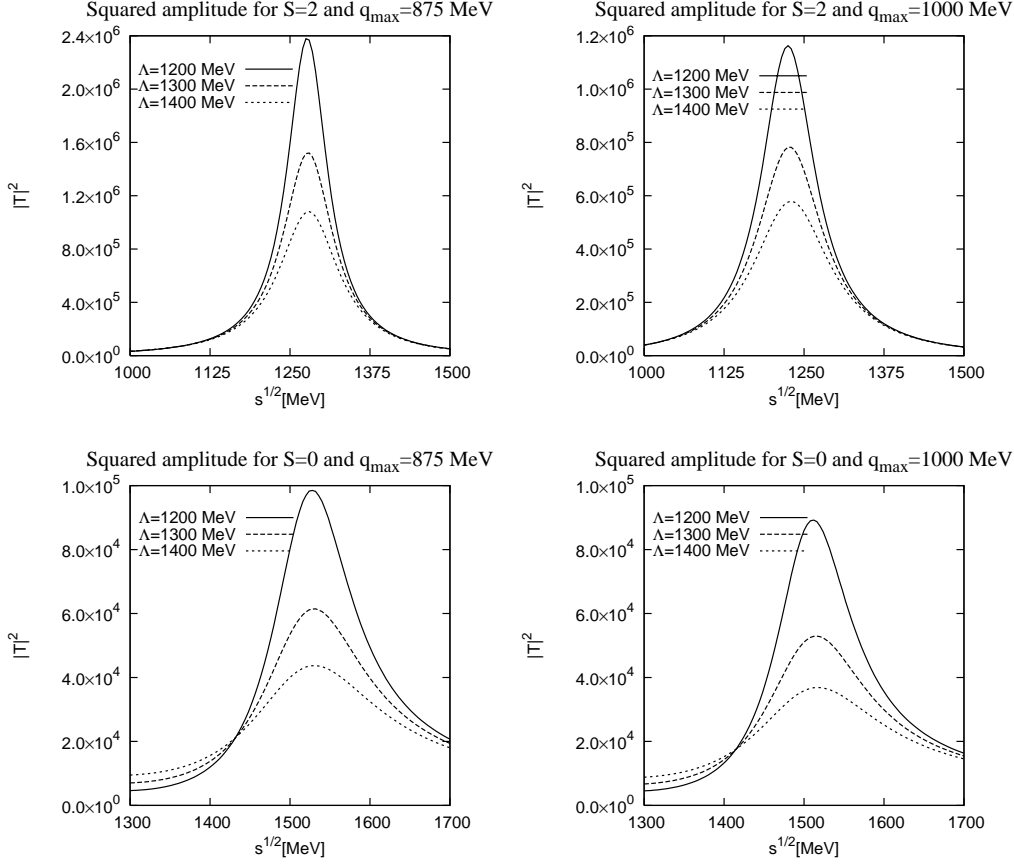 Squared amplitude for S=2 and q_max=875 MeV
2.4×10^6
2.0×10^6
1.6×10^6
1.2×10^6
8.0×10^5
4.0×10^5
0.0×10^0
|T|^2
Λ=1200 MeV
Λ=1300 MeV
Λ=1400 MeV
1000 1125 1250 1375 1500
s^1/2[MeV]
Squared amplitude for S=2 and q_max=1000 MeV
1.2×10^6
1.0×10^6
8.0×10^5
6.0×10^5
4.0×10^5
2.0×10^5
0.0×10^0
|T|^2
Λ=1200 MeV
Λ=1300 MeV
Λ=1400 MeV
1000 1125 1250 1375 1500
s^1/2[MeV]
Squared amplitude for S=0 and q_max=875 MeV
1.0×10^5
8.0×10^4
6.0×10^4
4.0×10^4
2.0×10^4
0.0×10^0
|T|^2
Λ=1200 MeV
Λ=1300 MeV
Λ=1400 MeV
1300 1400 1500 1600 1700
s^1/2[MeV]
Squared amplitude for S=0 and q_max=1000 MeV
1.0×10^5
8.0×10^4
6.0×10^4
4.0×10^4
2.0×10^4
0.0×10^0
|T|^2
Λ=1200 MeV
Λ=1300 MeV
Λ=1400 MeV
1300 1400 1500 1600 1700
s^1/2[MeV]